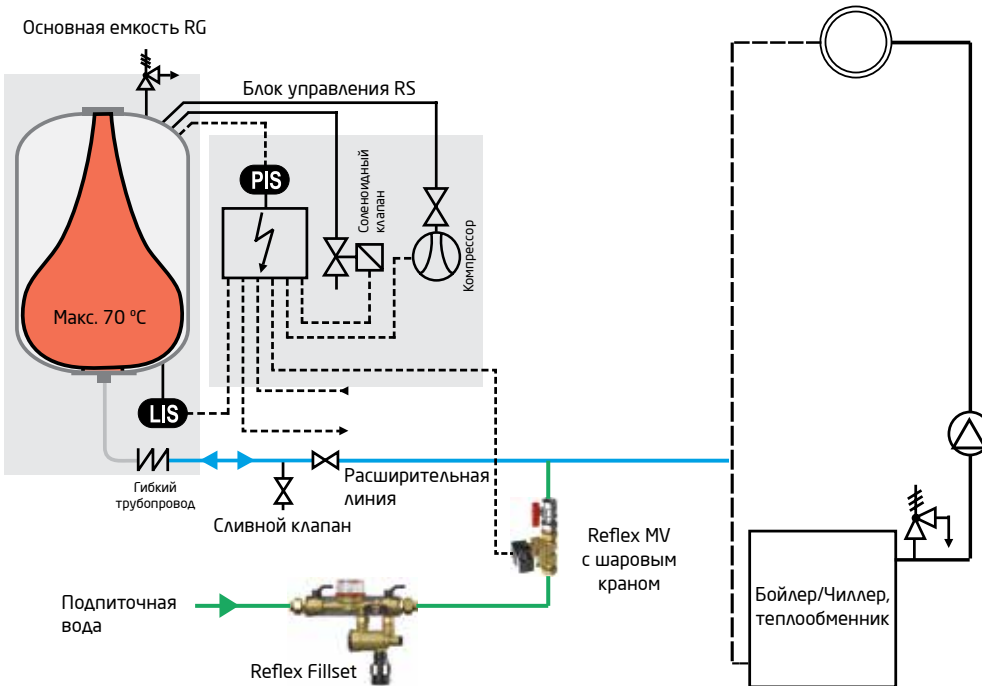 Основная емкость RG
Блок управления RS
PIS
Соленоидный
клапан
Компрессор
Макс. 70 ºC
LIS
Гибкий
трубопровод
Расширительная
линия
Сливной клапан
Reflex MV
с шаровым
краном
Подпиточная
вода
Reflex Fillset
Бойлер/Чиллер,
теплообменник